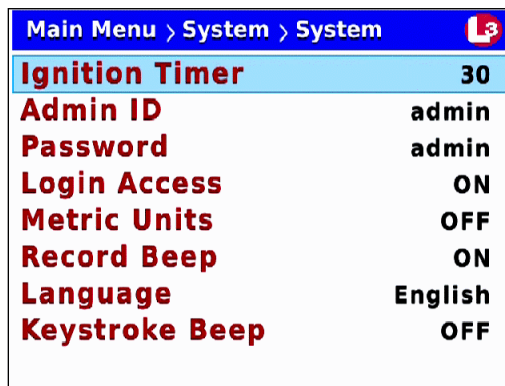 Main Menu > System > System L3
Ignition Timer 30
Admin ID admin
Password admin
Login Access ON
Metric Units OFF
Record Beep ON
Language English
Keystroke Beep OFF